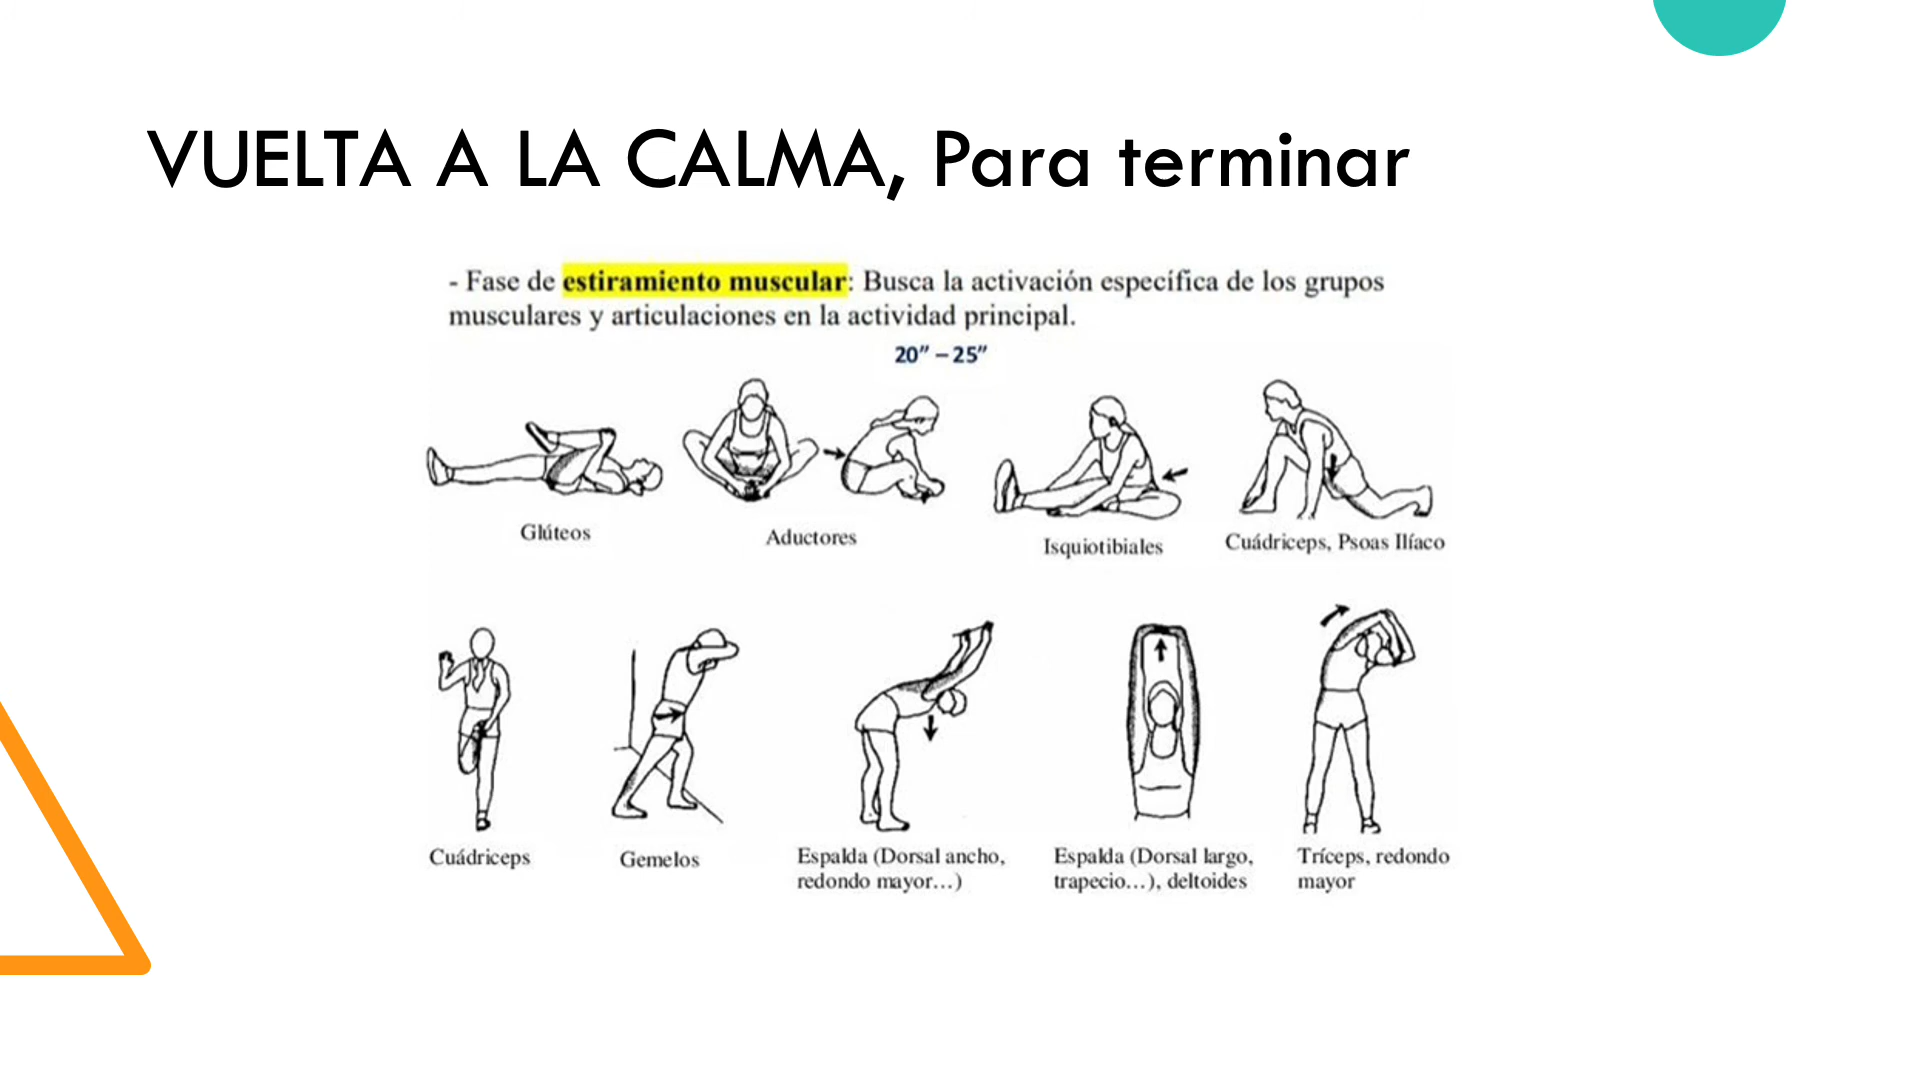 VUELTA A LA CALMA, Para terminar
- Fase de estiramiento muscular: Busca la activación específica de los grupos
musculares y articulaciones en la actividad principal.
20” – 25”
Glúteos
Aductores
Isquiotibiales
Cuádriceps, Psoas Ilíaco
Cuádriceps
Gemelos
Espalda (Dorsal ancho,
redondo mayor...)
Espalda (Dorsal largo,
trapecio...), deltoides
Tríceps, redondo
mayor